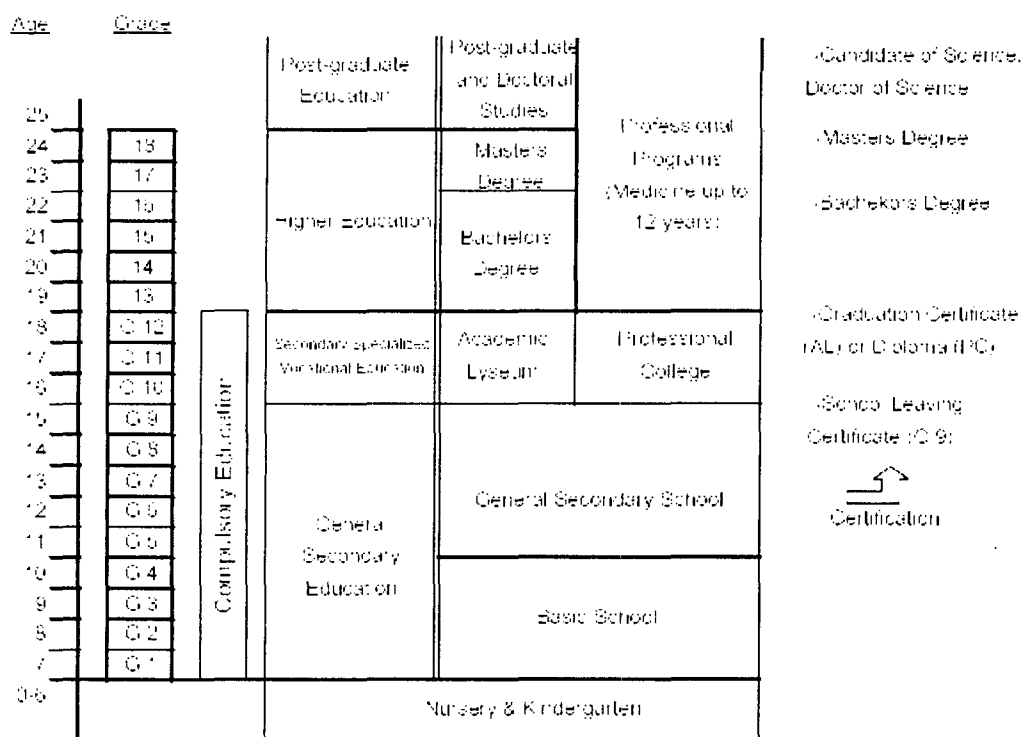 Age Grade
Post-graduate
Education
Post-graduate
and Doctoral
Studies
Professional
Programs
(Medicine up to
12 years)
-Candidate of Science,
Doctor of Science
-Masters Degree
-Bachekors Degree
25
24 18
23 17
22 16
21 15
20 14
19 13
18 G 12
17 G 11
16 G 10
15 G 9
14 G 8
13 G 7
12 G 6
11 G 5
10 G 4
9 G 3
8 G 2
7 G 1
0-6
Compulsory Education
Higher Education
Masters
Degree
Bachelors
Degree
Secondary Specialized
Vocational Education
Academic
Lyseum
Professional
College
-Graduation Certificate
(AL) or Diploma (PC)
-School Leaving
Certificate (G 9)
Certification
General
Secondary
Education
General Secondary School
Basic School
Nursery & Kindergarten